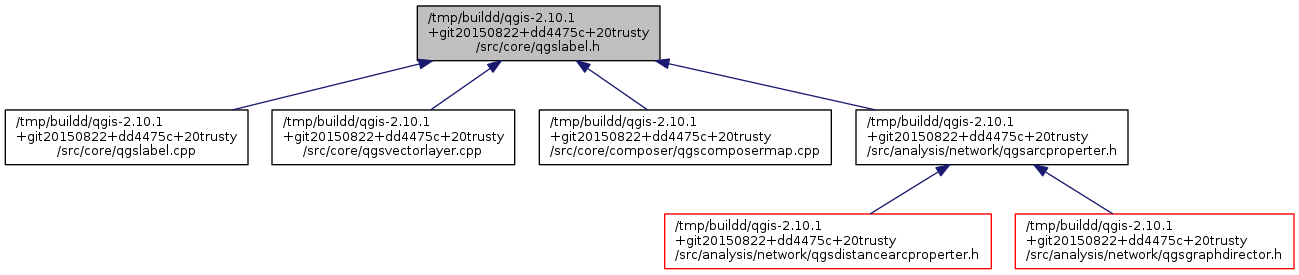 /tmp/buildd/qgis-2.10.1
+git20150822+dd4475c+20trusty
/src/core/qgslabel.h
/tmp/buildd/qgis-2.10.1
+git20150822+dd4475c+20trusty
/src/core/qgslabel.cpp
/tmp/buildd/qgis-2.10.1
+git20150822+dd4475c+20trusty
/src/core/qgsvectorlayer.cpp
/tmp/buildd/qgis-2.10.1
+git20150822+dd4475c+20trusty
/src/core/composer/qgscomposermap.cpp
/tmp/buildd/qgis-2.10.1
+git20150822+dd4475c+20trusty
/src/analysis/network/qgsarcproperter.h
/tmp/buildd/qgis-2.10.1
+git20150822+dd4475c+20trusty
/src/analysis/network/qgsdistancearcproperter.h
/tmp/buildd/qgis-2.10.1
+git20150822+dd4475c+20trusty
/src/analysis/network/qgsgraphdirector.h